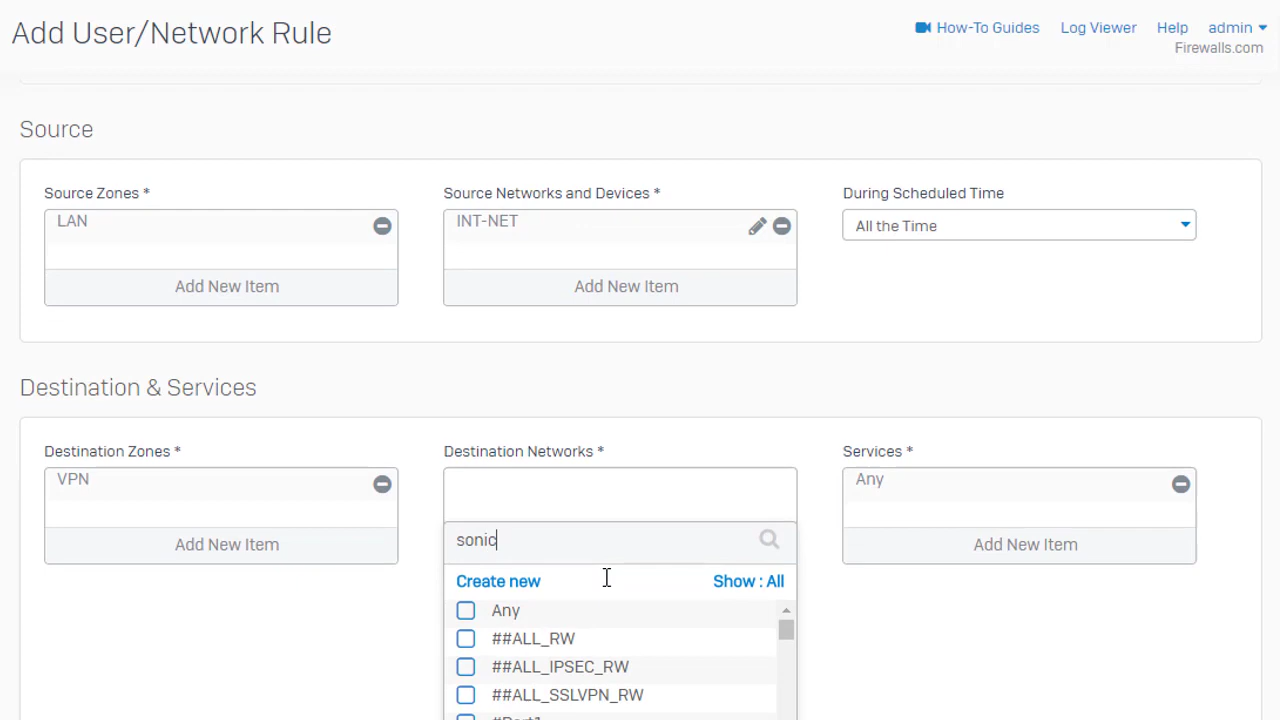 Add User/Network Rule
How-To Guides Log Viewer Help admin
Firewalls.com
Source
Source Zones * Source Networks and Devices * During Scheduled Time
LAN INT-NET All the Time
Add New Item Add New Item
Destination & Services
Destination Zones * Destination Networks * Services *
VPN Any
Add New Item sonic Add New Item
Create new Show : All
Any
##ALL_RW
##ALL_IPSEC_RW
##ALL_SSLVPN_RW
#Port1